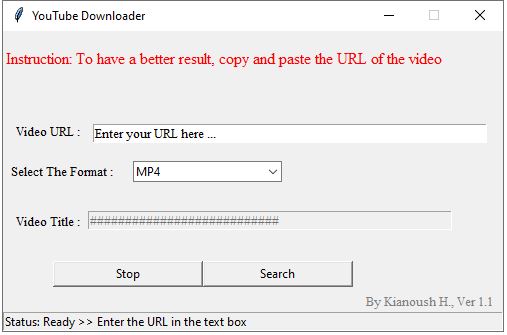 YouTube Downloader
Instruction: To have a better result, copy and paste the URL of the video
Video URL : Enter your URL here ...
Select The Format : MP4
Video Title : ###########################
Stop Search
By Kianoush H., Ver 1.1
Status: Ready >> Enter the URL in the text box